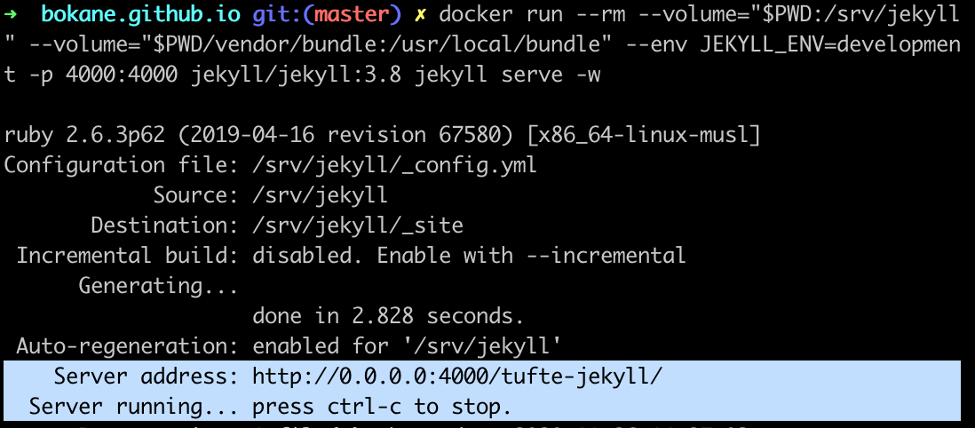 ➜ bokane.github.io git:(master) ✗ docker run --rm --volume="$PWD:/srv/jekyll
" --volume="$PWD/vendor/bundle:/usr/local/bundle" --env JEKYLL_ENV=developmen
t -p 4000:4000 jekyll/jekyll:3.8 jekyll serve -w
ruby 2.6.3p62 (2019-04-16 revision 67580) [x86_64-linux-musl]
Configuration file: /srv/jekyll/_config.yml
Source: /srv/jekyll
Destination: /srv/jekyll/_site
Incremental build: disabled. Enable with --incremental
Generating...
done in 2.828 seconds.
Auto-regeneration: enabled for '/srv/jekyll'
Server address: http://0.0.0.0:4000/tufte-jekyll/
Server running... press ctrl-c to stop.